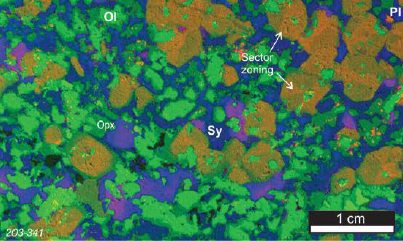 Ol
Pl
Sector
zoning
Opx
Sy
1 cm
203-341